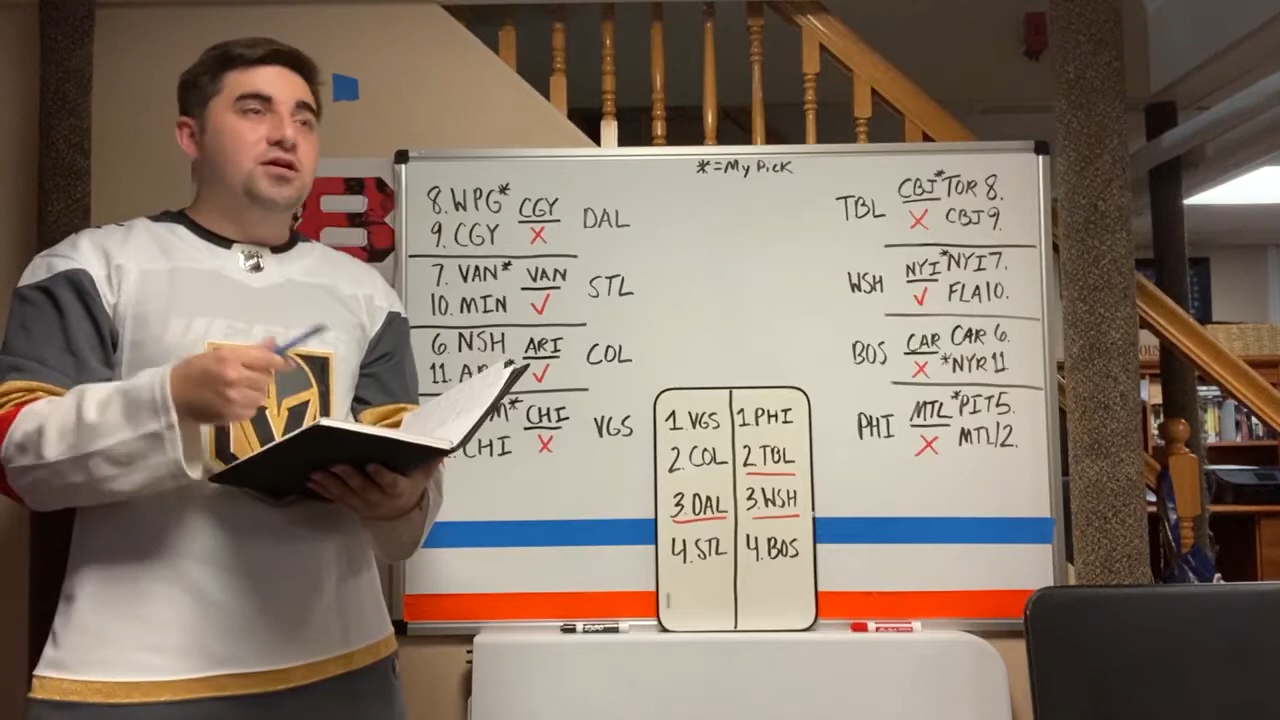 *=My Pick
8. WPG*
CGY
DAL
9. CGY
X
7. VAN*
VAN
STL
10. MIN
✓
6. NSH
ARI
COL
11.
✓
CHI
VGS
CHI
X
TBL
CBJ
*TOR 8.
X
CBJ 9.
WSH
NYI
*NYI 7.
✓
FLA 10.
BOS
CAR
CAR 6.
X
*NYR 11
PHI
MTL
*PIT 5.
X
MTL 12.
1. VGS
1. PHI
2. COL
2. TBL
3. DAL
3. WSH
4. STL
4. BOS